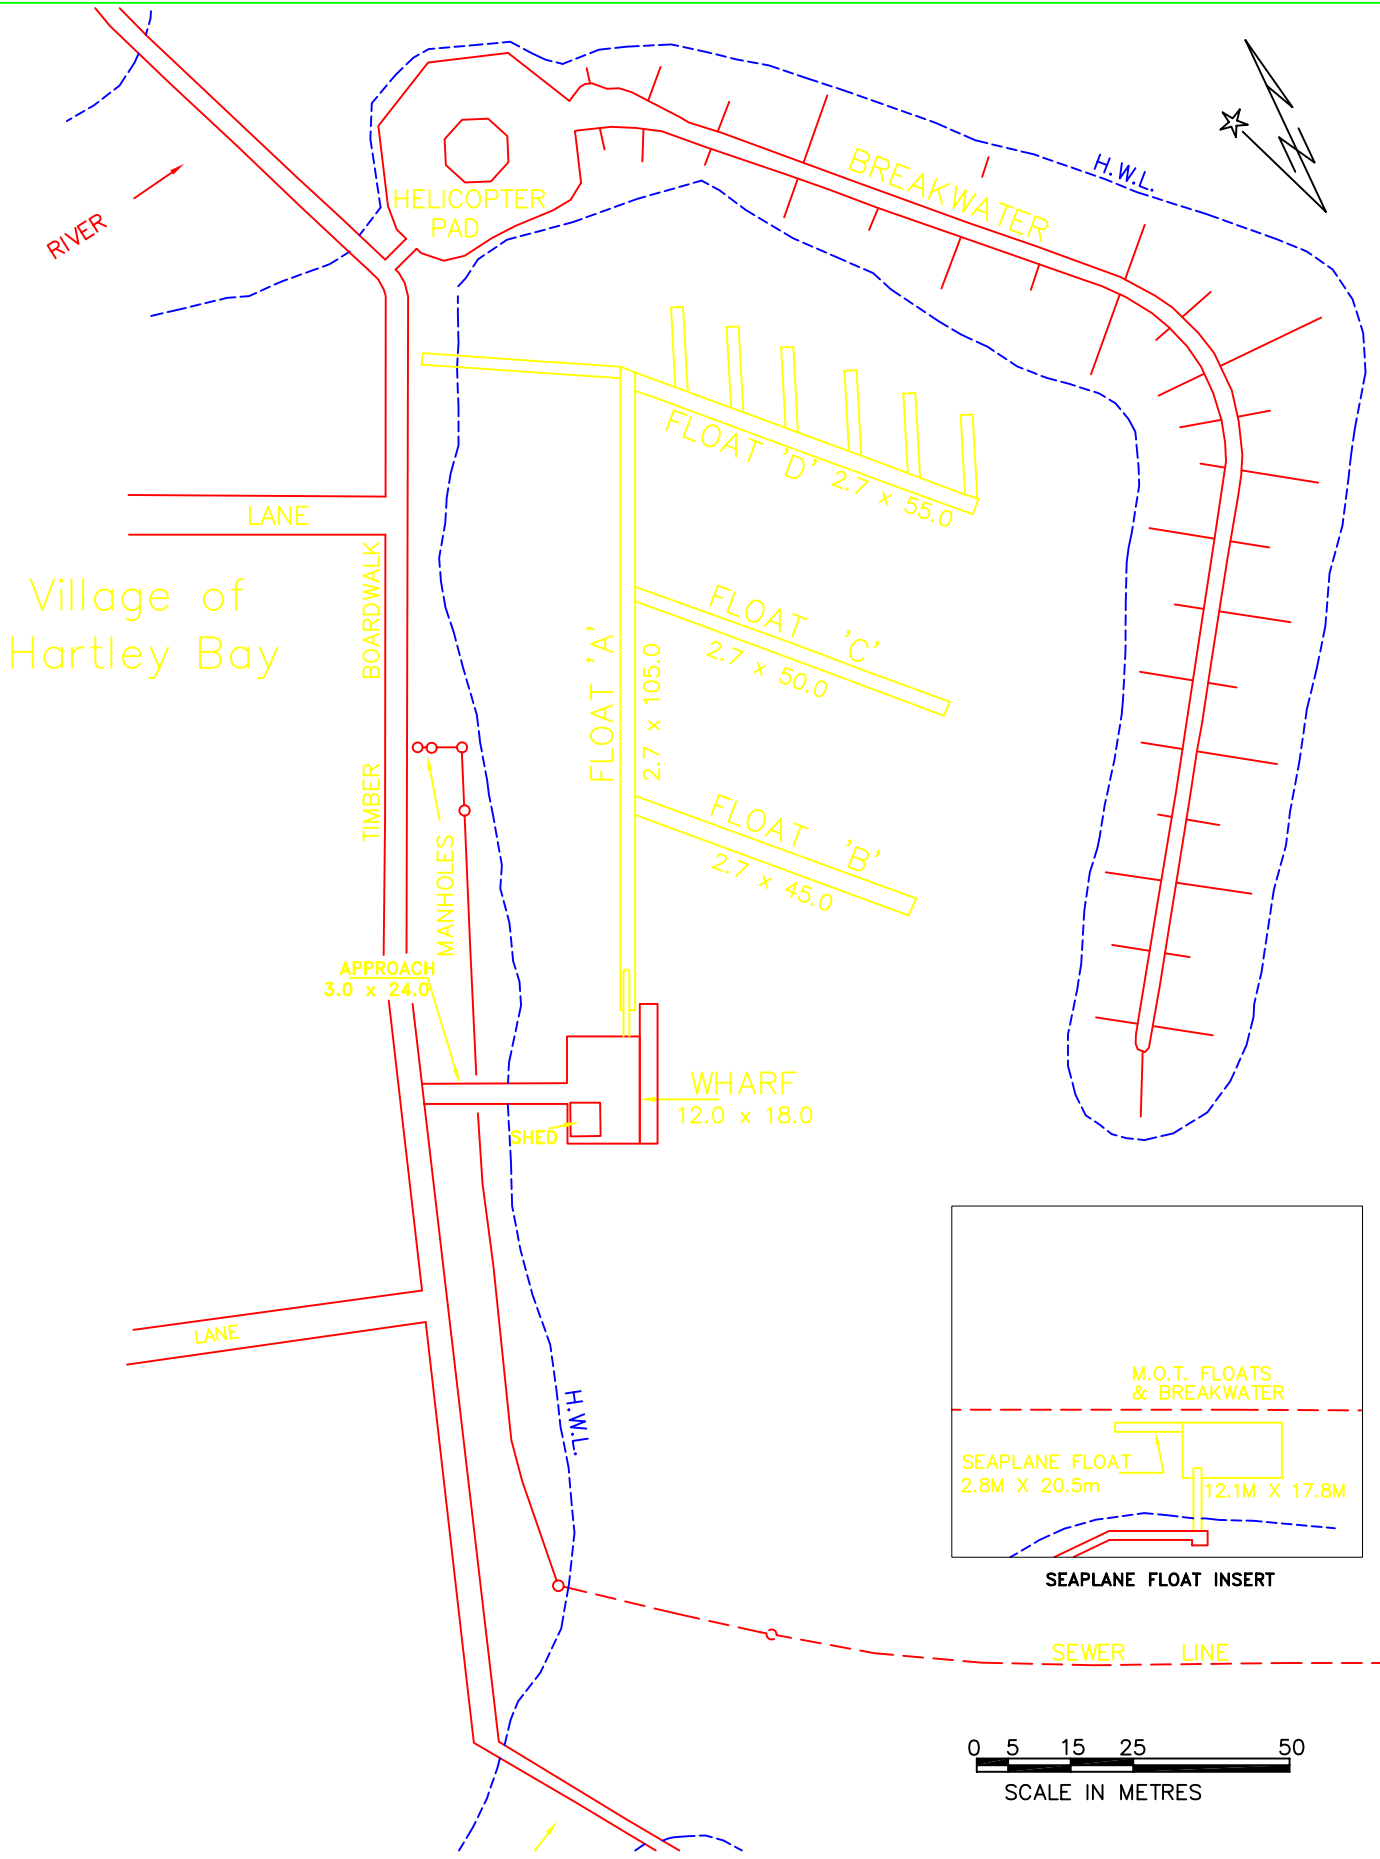 RIVER
HELICOPTER
PAD
BREAKWATER
H.W.L.
LANE
Village of
Hartley Bay
TIMBER BOARDWALK
FLOAT 'D' 2.7 x 55.0
FLOAT 'C'
2.7 x 50.0
FLOAT 'A'
2.7 x 105.0
FLOAT 'B'
2.7 x 45.0
MANHOLES
APPROACH
3.0 x 24.0
WHARF
12.0 x 18.0
SHED
LANE
H.W.L.
M.O.T. FLOATS
& BREAKWATER
SEAPLANE FLOAT
2.8M X 20.5m
12.1M X 17.8M
SEAPLANE FLOAT INSERT
SEWER LINE
0 5 15 25 50
SCALE IN METRES